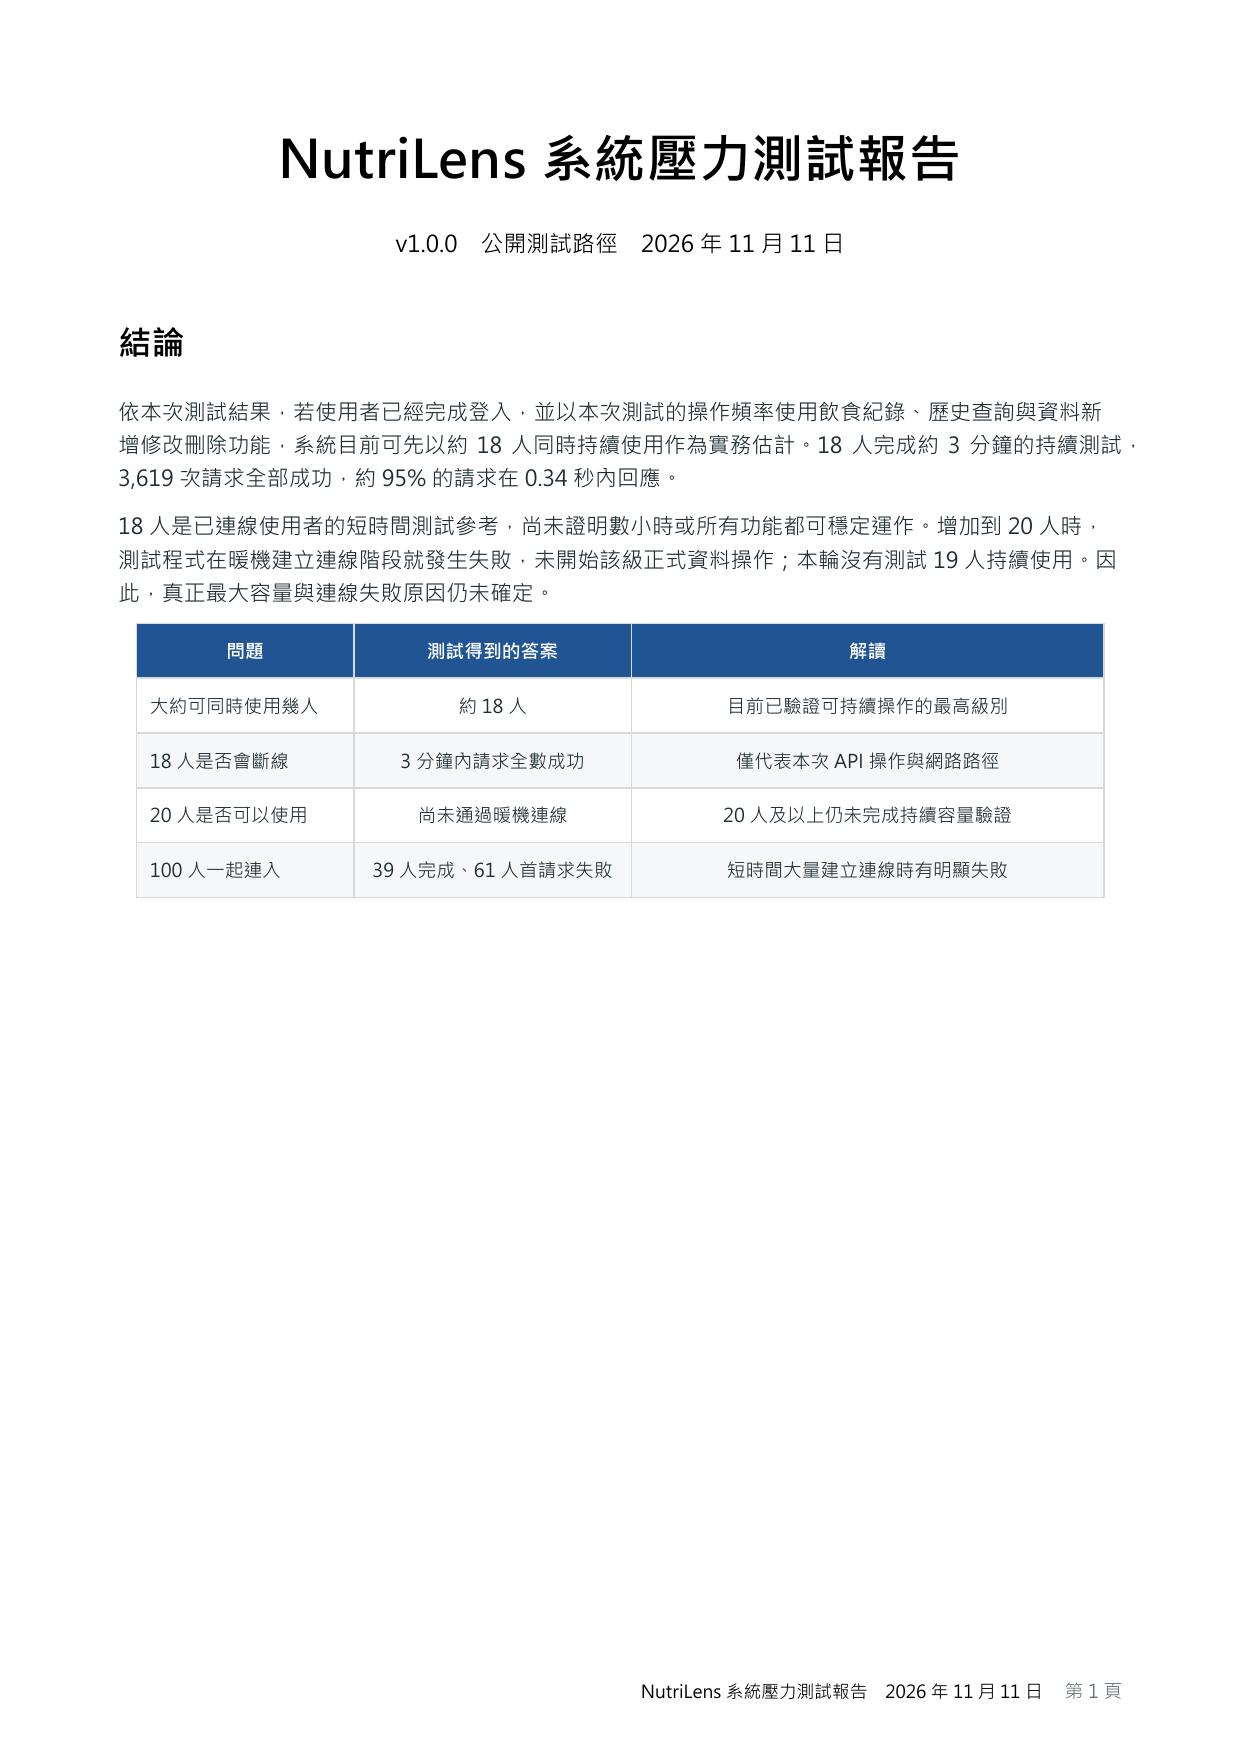 NutriLens 系統壓力測試報告
v1.0.0　公開測試路徑　2026 年 11 月 11 日
結論
依本次測試結果，若使用者已經完成登入，並以本次測試的操作頻率使用飲食紀錄、歷史查詢與資料新
增修改刪除功能，系統目前可先以約 18 人同時持續使用作為實務估計。18 人完成約 3 分鐘的持續測試，
3,619 次請求全部成功，約 95% 的請求在 0.34 秒內回應。
18 人是已連線使用者的短時間測試參考，尚未證明數小時或所有功能都可穩定運作。增加到 20 人時，
測試程式在暖機建立連線階段就發生失敗，未開始該級正式資料操作；本輪沒有測試 19 人持續使用。因
此，真正最大容量與連線失敗原因仍未確定。
問題　測試得到的答案　解讀
大約可同時使用幾人　約 18 人　目前已驗證可持續操作的最高級別
18 人是否會斷線　3 分鐘內請求全數成功　僅代表本次 API 操作與網路路徑
20 人是否可以使用　尚未通過暖機連線　20 人及以上仍未完成持續容量驗證
100 人一起連入　39 人完成、61 人首請求失敗　短時間大量建立連線時有明顯失敗
NutriLens 系統壓力測試報告　2026 年 11 月 11 日　第 1 頁